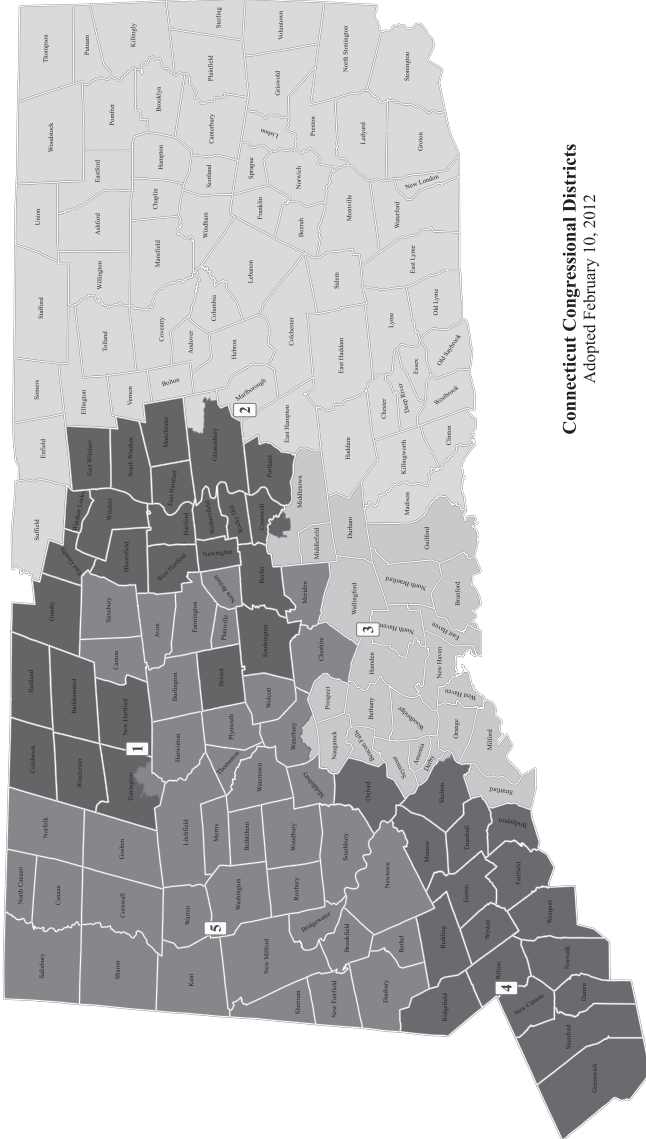 Connecticut Congressional Districts
Adopted February 10, 2012
Salisbury
North Canaan
Canaan
Norfolk
Colebrook
Hartland
Granby
Suffield
Enfield
Somers
Stafford
Union
Woodstock
Thompson
Putnam
Sharon
Cornwall
Goshen
Winchester
Barkhamsted
East Granby
Windsor Locks
East Windsor
Ellington
Tolland
Willington
Ashford
Eastford
Pomfret
Killingly
Kent
Warren
Litchfield
Torrington
1
New Hartford
Canton
Simsbury
Bloomfield
Windsor
South Windsor
Vernon
Bolton
Coventry
Mansfield
Chaplin
Hampton
Brooklyn
Harwinton
Burlington
Avon
West Hartford
Hartford
East Hartford
Manchester
Andover
Columbia
Windham
Scotland
Canterbury
Plainfield
Sterling
5
Washington
Morris
Bethlehem
Watertown
Thomaston
Plymouth
Bristol
Farmington
Plainville
New Britain
Newington
Wethersfield
Rocky Hill
Glastonbury
2
Marlborough
Hebron
Lebanon
Franklin
Sprague
Lisbon
Griswold
Voluntown
New Milford
Roxbury
Woodbury
Middlebury
Waterbury
Wolcott
Southington
Berlin
Cromwell
Portland
East Hampton
Colchester
Bozrah
Norwich
Preston
North Stonington
Sherman
Bridgewater
Southbury
Naugatuck
Prospect
Cheshire
Meriden
Middlefield
Middletown
Haddam
East Haddam
Salem
Montville
Ledyard
Stonington
New Fairfield
Brookfield
Newtown
Oxford
Beacon Falls
Bethany
Hamden
3
Wallingford
Durham
Killingworth
Chester
Deep River
Essex
Lyme
East Lyme
Waterford
New London
Groton
Danbury
Bethel
Monroe
Shelton
Seymour
Ansonia
Derby
Woodbridge
New Haven
North Haven
North Branford
Guilford
Madison
Clinton
Westbrook
Old Saybrook
Old Lyme
Ridgefield
Redding
Easton
Trumbull
Stratford
Milford
Orange
West Haven
East Haven
Branford
4
Wilton
Weston
Fairfield
Bridgeport
New Canaan
Norwalk
Westport
Stamford
Darien
Greenwich